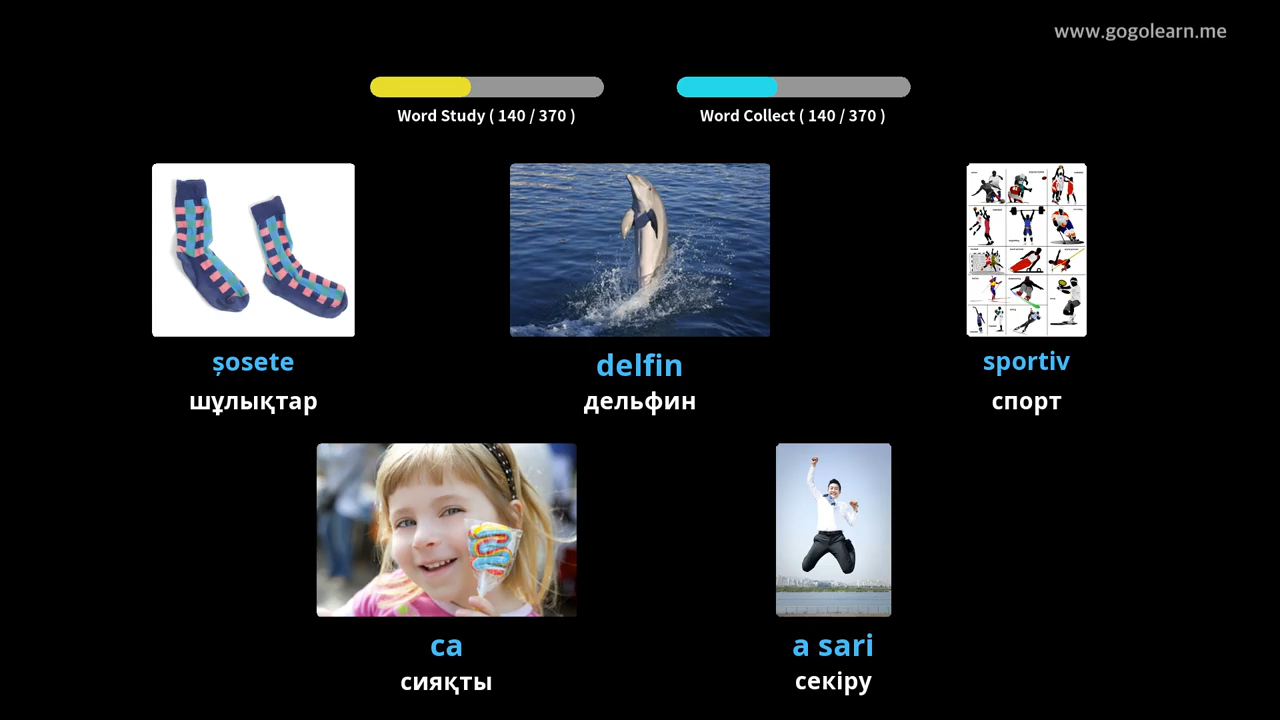 www.gogolearn.me
Word Study ( 140 / 370 )
Word Collect ( 140 / 370 )
șosete
delfin
sportiv
шұлықтар
дельфин
спорт
ca
a sari
сияқты
секіру